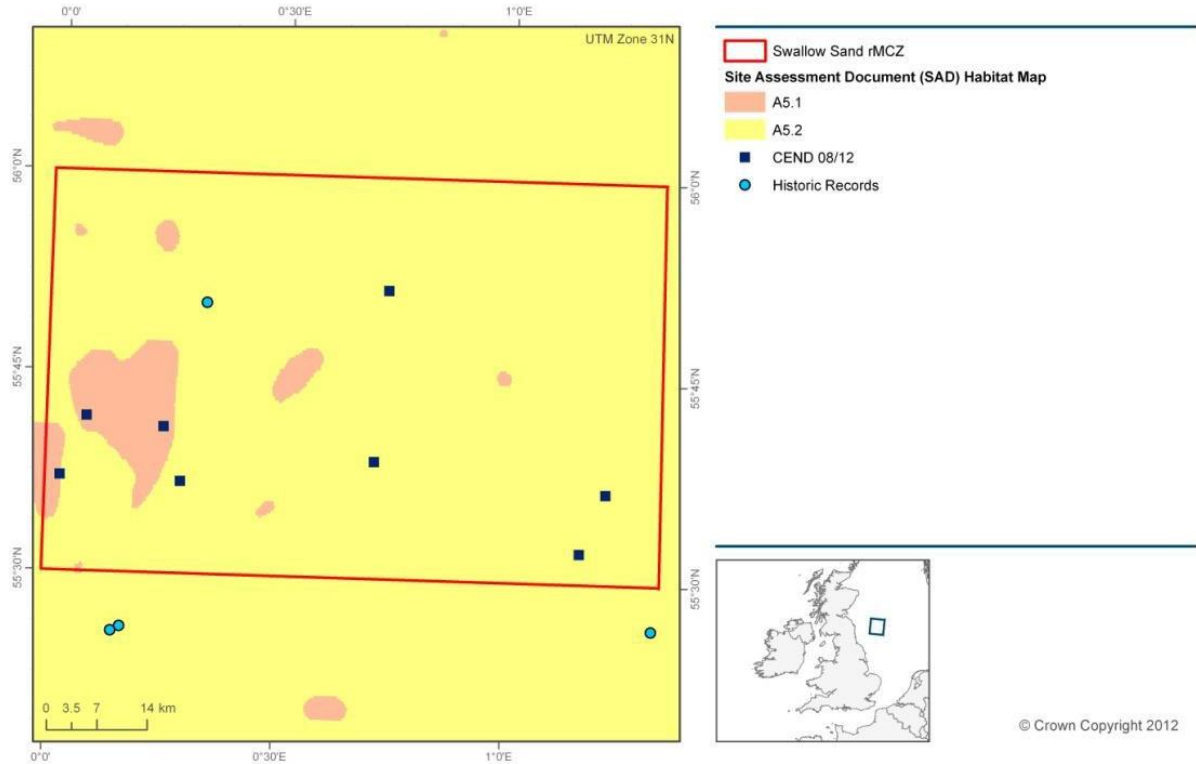 0°0' 0°30'E 1°0'E
UTM Zone 31N
56°0'N
55°45'N
55°30'N
56°0'N
55°45'N
55°30'N
0 3.5 7 14 km
0°0' 0°30'E 1°0'E
Swallow Sand rMCZ
Site Assessment Document (SAD) Habitat Map
A5.1
A5.2
CEND 08/12
Historic Records
© Crown Copyright 2012